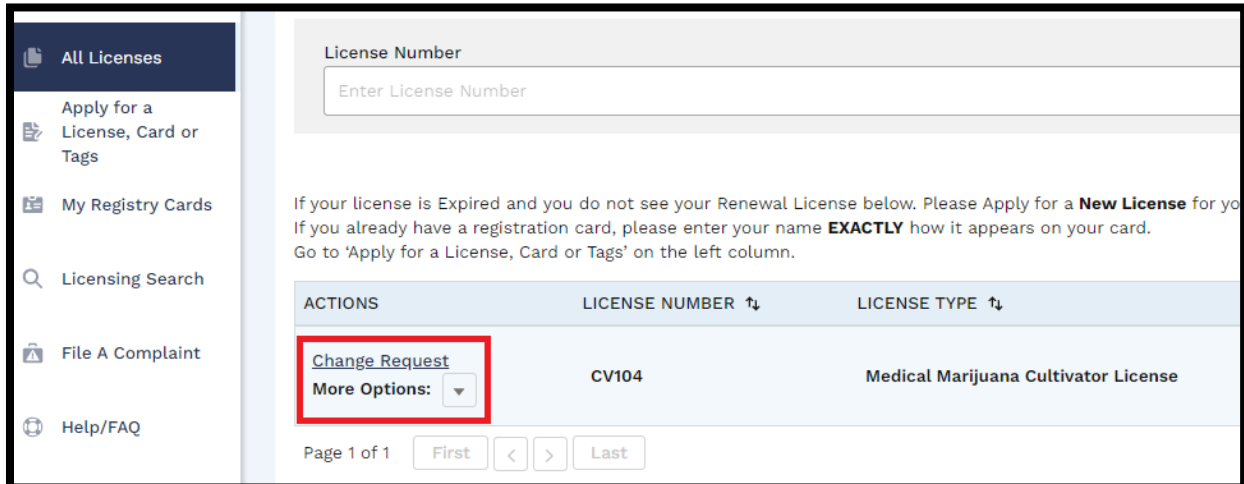 All Licenses
Apply for a
License, Card or
Tags
My Registry Cards
Licensing Search
File A Complaint
Help/FAQ
License Number
Enter License Number
If your license is Expired and you do not see your Renewal License below. Please Apply for a New License for yo
If you already have a registration card, please enter your name EXACTLY how it appears on your card.
Go to 'Apply for a License, Card or Tags' on the left column.
ACTIONS LICENSE NUMBER ↑↓ LICENSE TYPE ↑↓
Change Request
More Options: CV104 Medical Marijuana Cultivator License
Page 1 of 1 First < > Last